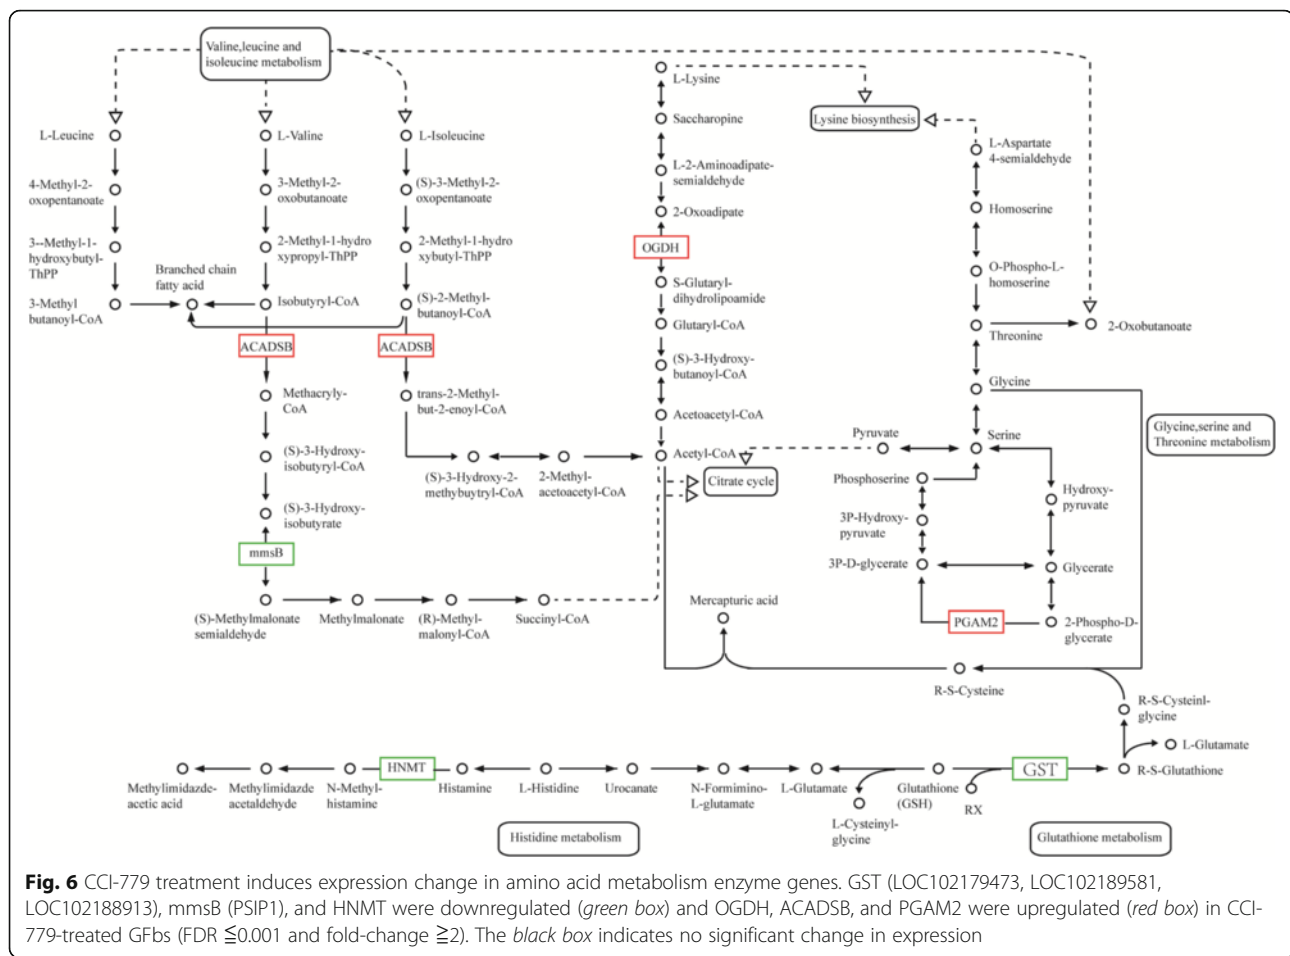 Valine,leucine and
isoleucine metabolism
L-Leucine
L-Valine
L-Isoleucine
4-Methyl-2-
oxopentanoate
3-Methyl-2-
oxobutanoate
(S)-3-Methyl-2-
oxopentanoate
3--Methyl-1-
hydroxybutyl-
ThPP
2-Methyl-1-hydro
xypropyl-ThPP
2-Methyl-1-hydro
xybutyl-ThPP
Branched chain
fatty acid
3-Methyl
butanoyl-CoA
Isobutyryl-CoA
(S)-2-Methyl-
butanoyl-CoA
ACADSB
ACADSB
Methacryly-
CoA
trans-2-Methyl-
but-2-enoyl-CoA
(S)-3-Hydroxy-
isobutyryl-CoA
(S)-3-Hydroxy-2-
methybuytryl-CoA
2-Methyl-
acetoacetyl-CoA
(S)-3-Hydroxy-
isobutyrate
mmsB
(S)-Methylmalonate
semialdehyde
Methylmalonate
(R)-Methyl-
malonyl-CoA
Succinyl-CoA
L-Lysine
Saccharopine
L-2-Aminoadipate-
semialdehyde
2-Oxoadipate
OGDH
S-Glutaryl-
dihydrolipoamide
Glutaryl-CoA
(S)-3-Hydroxy-
butanoyl-CoA
Acetoacetyl-CoA
Acetyl-CoA
Lysine biosynthesis
L-Aspartate
4-semialdehyde
Homoserine
O-Phospho-L-
homoserine
Threonine
2-Oxobutanoate
Glycine
Glycine,serine and
Threonine metabolism
Pyruvate
Serine
Citrate cycle
Phosphoserine
Hydroxy-
pyruvate
3P-Hydroxy-
pyruvate
3P-D-glycerate
Glycerate
PGAM2
2-Phospho-D-
glycerate
Mercapturic acid
R-S-Cysteine
R-S-Cysteinl-
glycine
L-Glutamate
R-S-Glutathione
GST
HNMT
Methylimidazde-
acetic acid
Methylimidazde
acetaldehyde
N-Methyl-
histamine
Histamine
L-Histidine
Urocanate
N-Formimino-
L-glutamate
L-Glutamate
Glutathione
(GSH)
RX
L-Cysteinyl-
glycine
Histidine metabolism
Glutathione metabolism
Fig. 6 CCI-779 treatment induces expression change in amino acid metabolism enzyme genes. GST (LOC102179473, LOC102189581,
LOC102188913), mmsB (PSIP1), and HNMT were downregulated (green box) and OGDH, ACADSB, and PGAM2 were upregulated (red box) in CCI-
779-treated GFbs (FDR ≦0.001 and fold-change ≧2). The black box indicates no significant change in expression